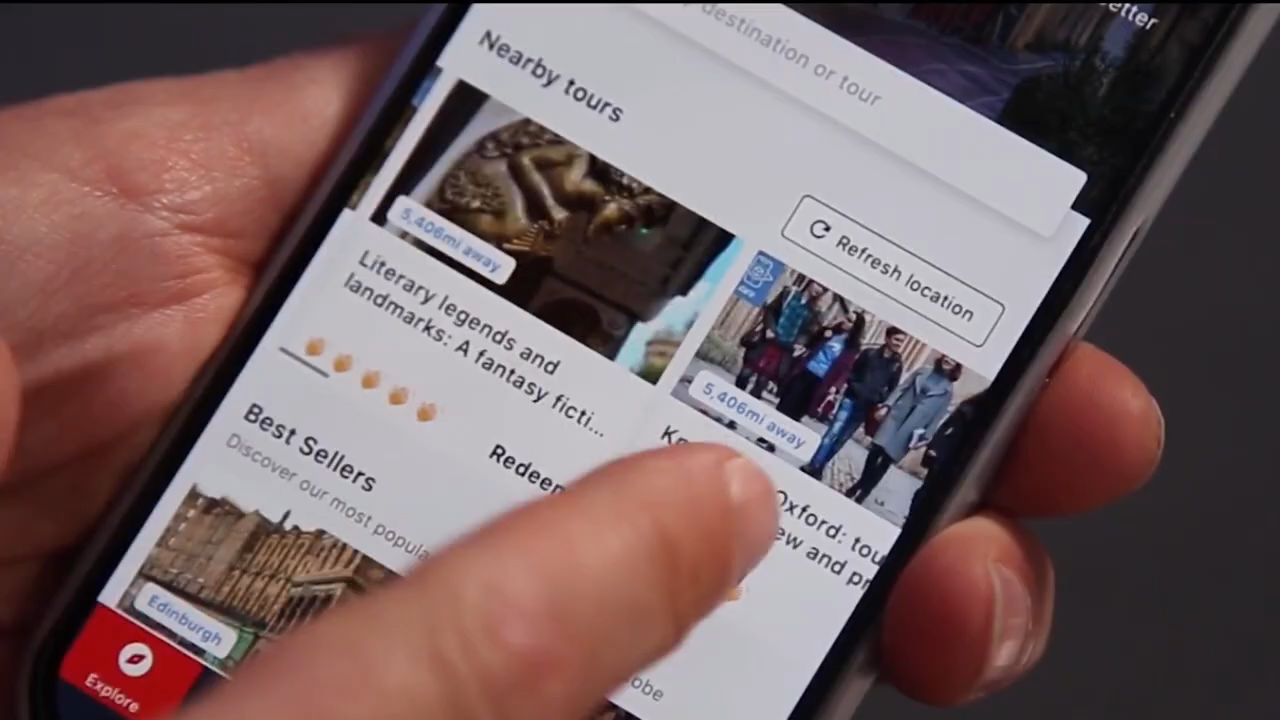 etter
destination or tour
Nearby tours
Refresh location
5,406mi away
5,406mi away
Literary legends and
landmarks: A fantasy ficti...
Oxford: tou
ew and pr
Redeem
Best Sellers
Discover our most popula
obe
Edinburgh
Explore